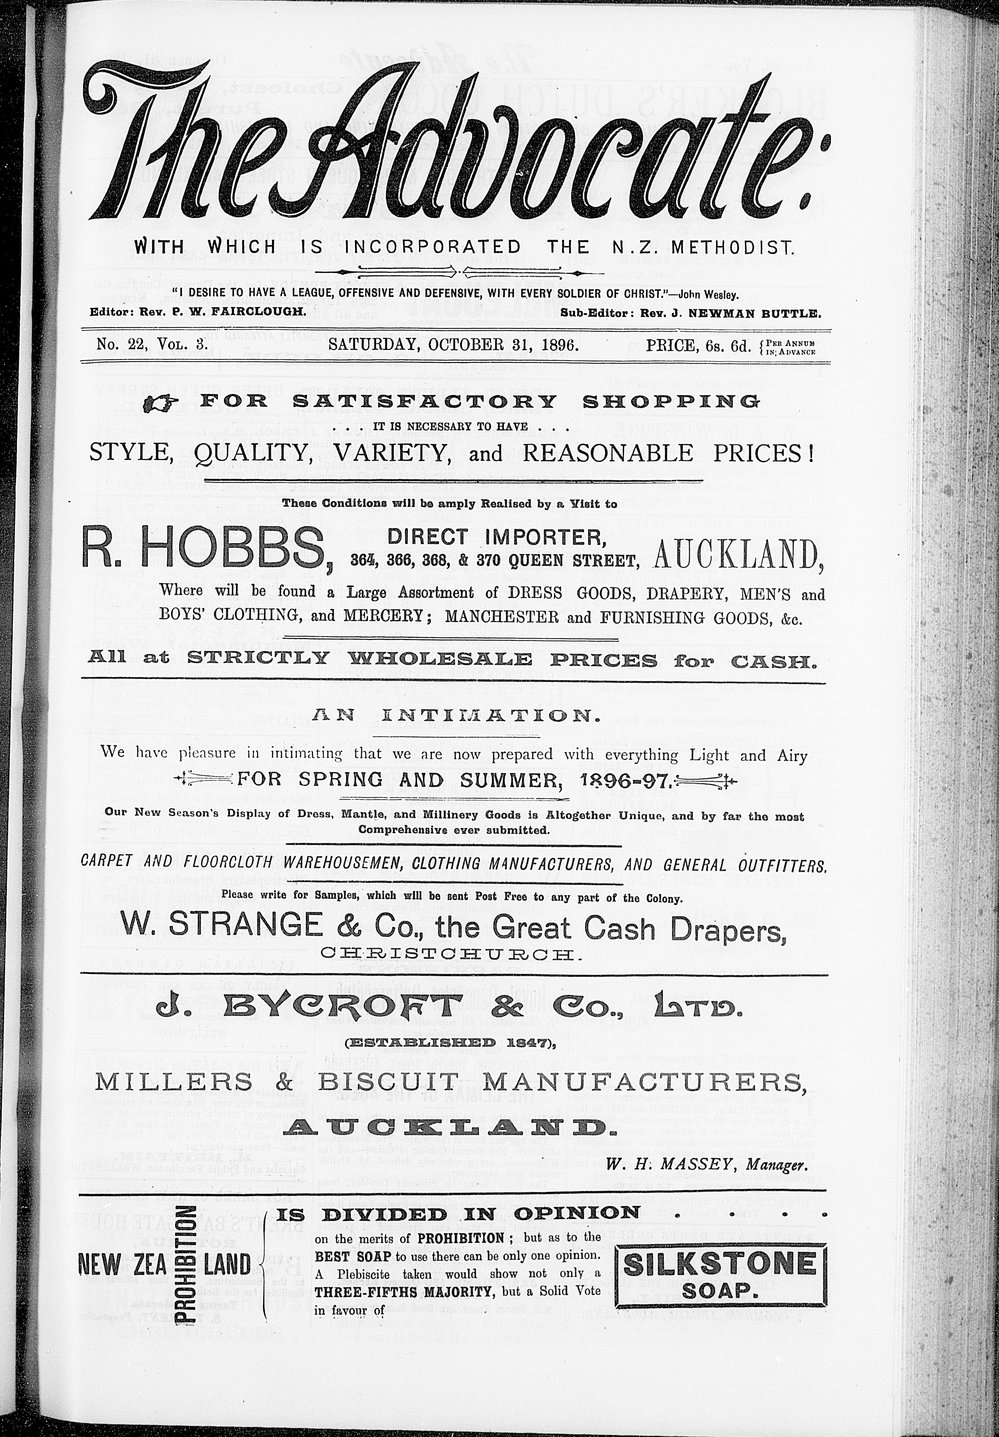 The Advocate:
WITH WHICH IS INCORPORATED THE N.Z. METHODIST.
"I DESIRE TO HAVE A LEAGUE, OFFENSIVE AND DEFENSIVE, WITH EVERY SOLDIER OF CHRIST."—John Wesley.
Editor: Rev. P. W. FAIRCLOUGH. Sub-Editor: Rev. J. NEWMAN BUTTLE.
No. 22, VOL. 3. SATURDAY, OCTOBER 31, 1896. PRICE, 6s. 6d. { PER ANNUM
IN ADVANCE
FOR SATISFACTORY SHOPPING
. . . IT IS NECESSARY TO HAVE . . .
STYLE, QUALITY, VARIETY, and REASONABLE PRICES!
These Conditions will be amply Realised by a Visit to
R. HOBBS, DIRECT IMPORTER,
364, 366, 368, & 370 QUEEN STREET, AUCKLAND,
Where will be found a Large Assortment of DRESS GOODS, DRAPERY, MEN'S and
BOYS' CLOTHING, and MERCERY; MANCHESTER and FURNISHING GOODS, &c.
All at STRICTLY WHOLESALE PRICES for CASH.
AN INTIMATION.
We have pleasure in intimating that we are now prepared with everything Light and Airy
FOR SPRING AND SUMMER, 1896-97.
Our New Season's Display of Dress, Mantle, and Millinery Goods is Altogether Unique, and by far the most
Comprehensive ever submitted.
CARPET AND FLOORCLOTH WAREHOUSEMEN, CLOTHING MANUFACTURERS, AND GENERAL OUTFITTERS.
Please write for Samples, which will be sent Post Free to any part of the Colony.
W. STRANGE & Co., the Great Cash Drapers,
CHRISTCHURCH.
J. BYCROFT & Co., LTD.
(ESTABLISHED 1847),
MILLERS & BISCUIT MANUFACTURERS,
AUCKLAND.
W. H. MASSEY, Manager.
NEW ZEALAND
PROHIBITION
IS DIVIDED IN OPINION . . . .
on the merits of PROHIBITION; but as to the
BEST SOAP to use there can be only one opinion.
A Plebiscite taken would show not only a
THREE-FIFTHS MAJORITY, but a Solid Vote
in favour of
SILKSTONE
SOAP.